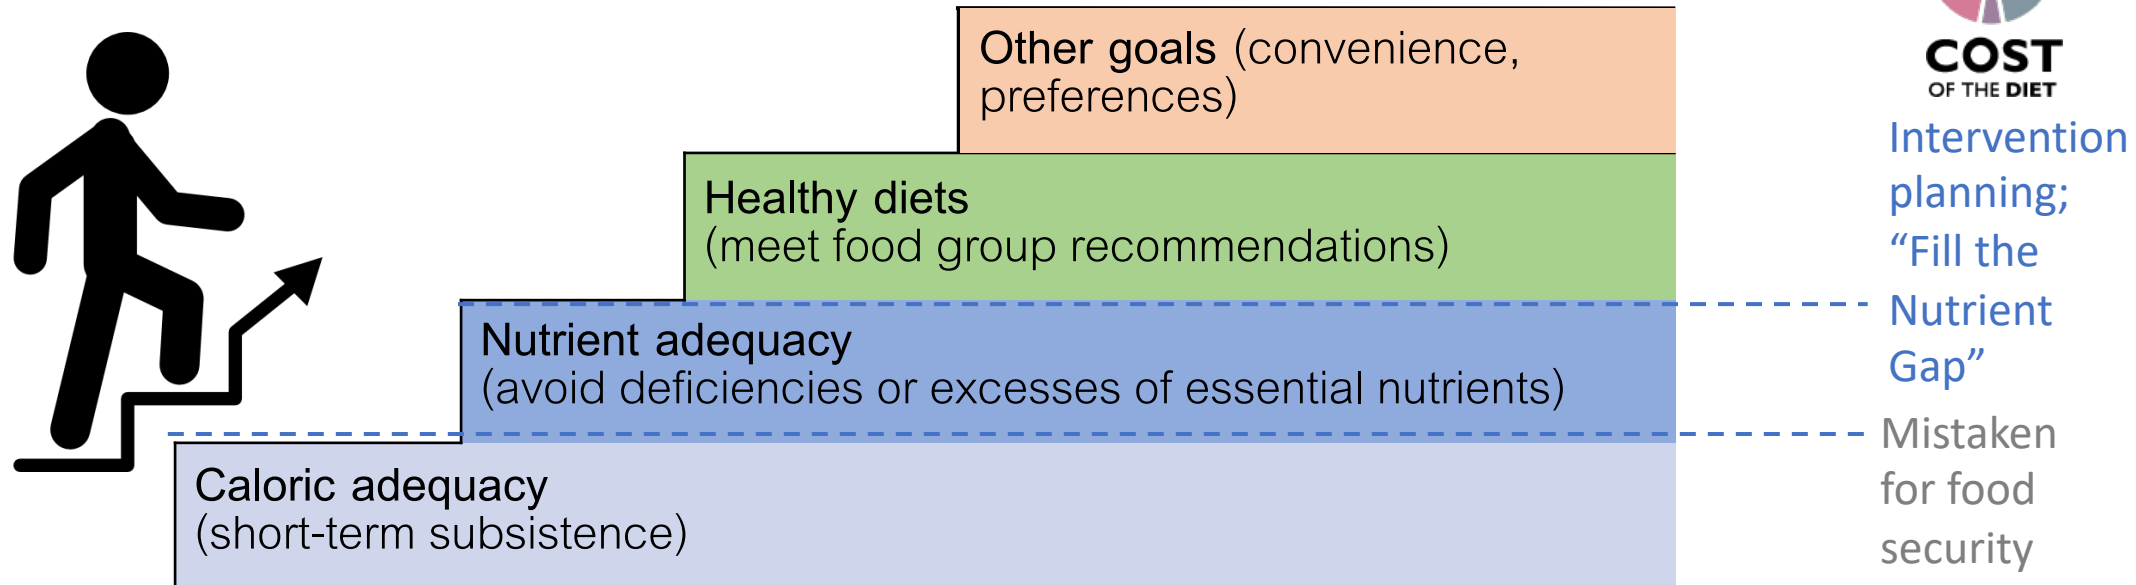 Other goals (convenience,
preferences)
Healthy diets
(meet food group recommendations)
Nutrient adequacy
(avoid deficiencies or excesses of essential nutrients)
Caloric adequacy
(short-term subsistence)
COST
OF THE DIET
Intervention
planning;
“Fill the
Nutrient
Gap”
Mistaken
for food
security